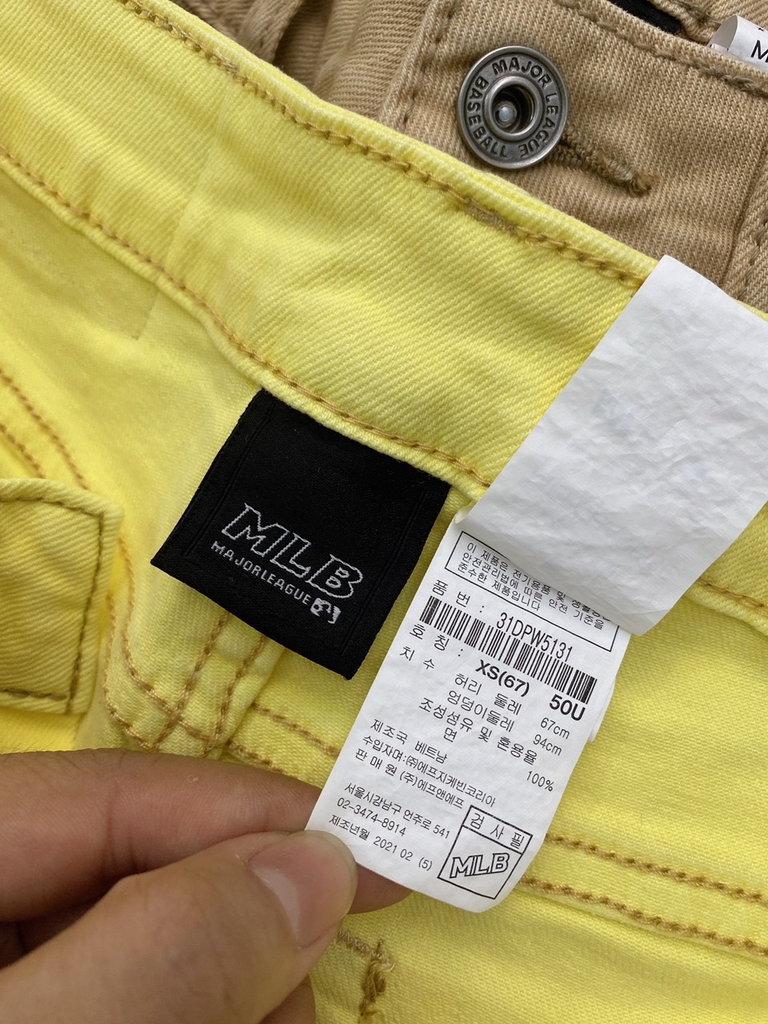 MAJOR LEAGUE BASEBALL
M
MLB
MAJORLEAGUE
이 제품은 전기용품 및 생활용
안전관리법에 따른 안전 기준을
준수한 제품입니다
품 번 : 31DPW5131
호 칭 : XS(67) 50U
치 수
허리 둘레 67cm
엉덩이둘레 94cm
조성섬유 및 혼용율
면 100%
제조국 베트남
수입자며:㈜에프지케빈코리아
판 매 원 (주)에프앤에프
서울시강남구 언주로 541
02-3474-8914
제조년월 2021 02 (5)
검 사 필
MLB